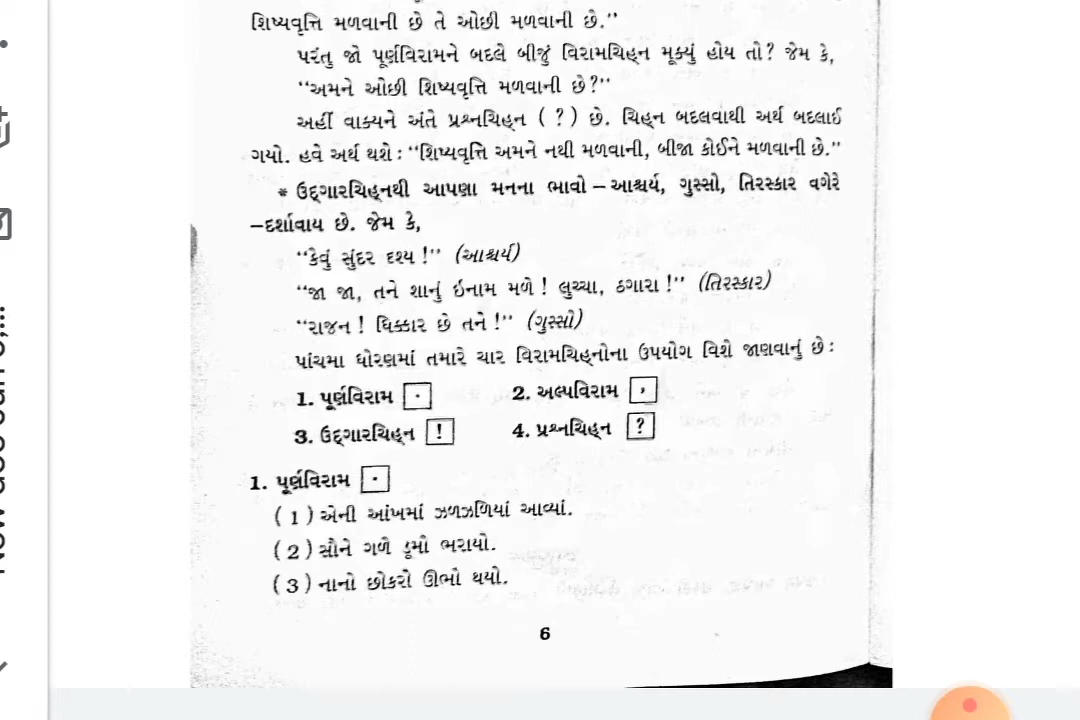 શિષ્યવૃત્તિ મળવાની છે તે ઓછી મળવાની છે.”
પરંતુ જો પૂર્ણવિરામને બદલે બીજું વિરામચિહ્ન મૂક્યું હોય તો? જેમ કે,
“અમને ઓછી શિષ્યવૃત્તિ મળવાની છે?”
અહીં વાક્યને અંતે પ્રશ્નચિહ્ન ( ? ) છે. ચિહ્ન બદલવાથી અર્થ બદલાઈ
ગયો. હવે અર્થ થશે : “શિષ્યવૃત્તિ અમને નથી મળવાની, બીજા કોઈને મળવાની છે.”
* ઉદ્ગારચિહ્નથી આપણા મનના ભાવો – આશ્ચર્ય, ગુસ્સો, તિરસ્કાર વગેરે
–દર્શાવાય છે. જેમ કે,
“કેવું સુંદર દશ્ય !” (આશ્ચર્ય)
“જા જા, તને શાનું ઇનામ મળે ! લુચ્ચા, ઠગારા !” (તિરસ્કાર)
“રાજન ! ધિક્કાર છે તને !” (ગુસ્સો)
પાંચમા ધોરણમાં તમારે ચાર વિરામચિહ્નોના ઉપયોગ વિશે જાણવાનું છે :
1. પૂર્ણવિરામ . 2. અલ્પવિરામ ,
3. ઉદ્ગારચિહ્ન ! 4. પ્રશ્નચિહ્ન ?
1. પૂર્ણવિરામ .
( 1 ) એની આંખમાં ઝળઝળિયાં આવ્યાં.
( 2 ) સૌને ગળે ડૂમો ભરાયો.
( 3 ) નાનો છોકરો ઊભો થયો.
6